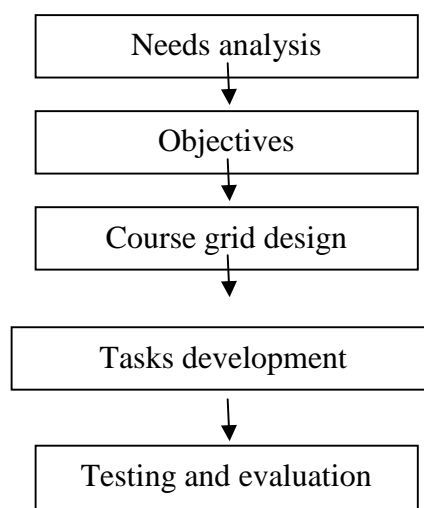 Needs analysis
Objectives
Course grid design
Tasks development
Testing and evaluation